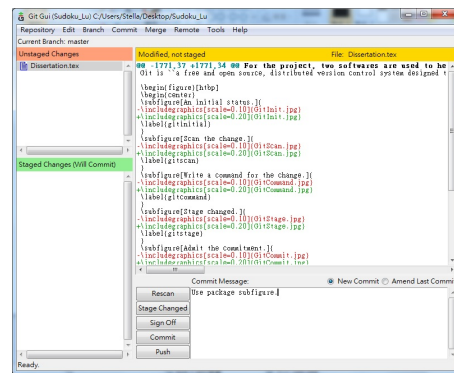 Git Gui (Sudoku_Lu) C:/Users/Stella/Desktop/Sudoku_Lu
Repository Edit Branch Commit Merge Remote Tools Help
Current Branch: master
Unstaged Changes
Dissertation.tex
Staged Changes (Will Commit)
Modified, not staged File: Dissertation.tex
@@ -1771,37 +1771,34 @@ For the project, two softwares are used to he
Git is ``a free and open source, distributed version control system designed t
\begin{figure}[htbp]
\begin{center}
\subfigure[An initial status.]{
-\includegraphics[scale=0.10]{GitInit.jpg}
+\includegraphics[scale=0.20]{GitInit.jpg}
\label{gitinitial}
}
\subfigure[Scan the change.]{
-\includegraphics[scale=0.10]{GitScan.jpg}
+\includegraphics[scale=0.20]{GitScan.jpg}
\label{gitscan}
}
\subfigure[Write a command for the change.]{
-\includegraphics[scale=0.10]{GitCommand.jpg}
+\includegraphics[scale=0.20]{GitCommand.jpg}
\label{gitcommand}
}
\subfigure[Stage changed.]{
-\includegraphics[scale=0.10]{GitStage.jpg}
+\includegraphics[scale=0.20]{GitStage.jpg}
\label{gitstage}
}
\subfigure[Admit the commitment.]{
-\includegraphics[scale=0.10]{GitCommit.jpg}
+\includegraphics[scale=0.20]{GitCommit.jpg}
Commit Message: New Commit Amend Last Commi
Rescan
Stage Changed
Sign Off
Commit
Push
Use package subfigure.
Ready.